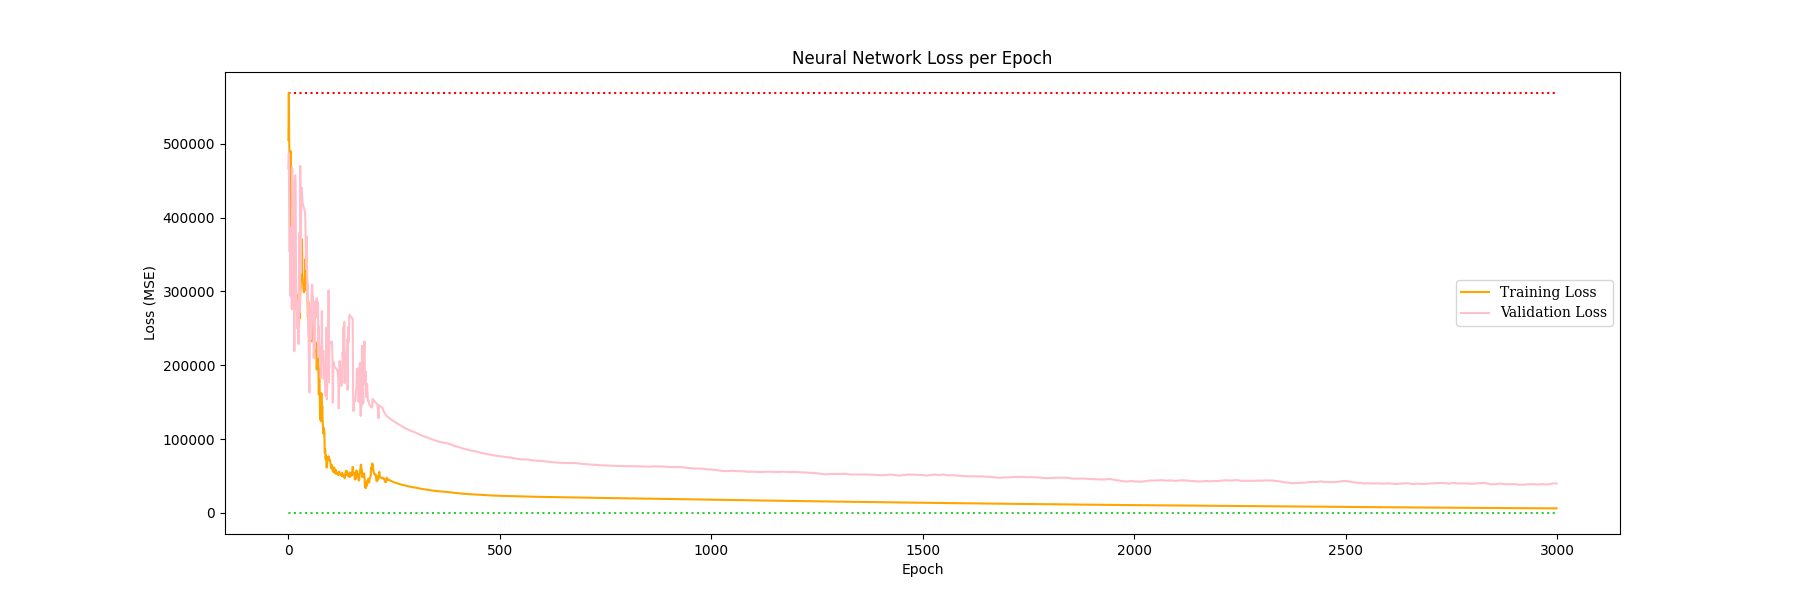 Neural Network Loss per Epoch
500000
400000
300000
200000
100000
0
Loss (MSE)
Training Loss
Validation Loss
0 500 1000 1500 2000 2500 3000
Epoch